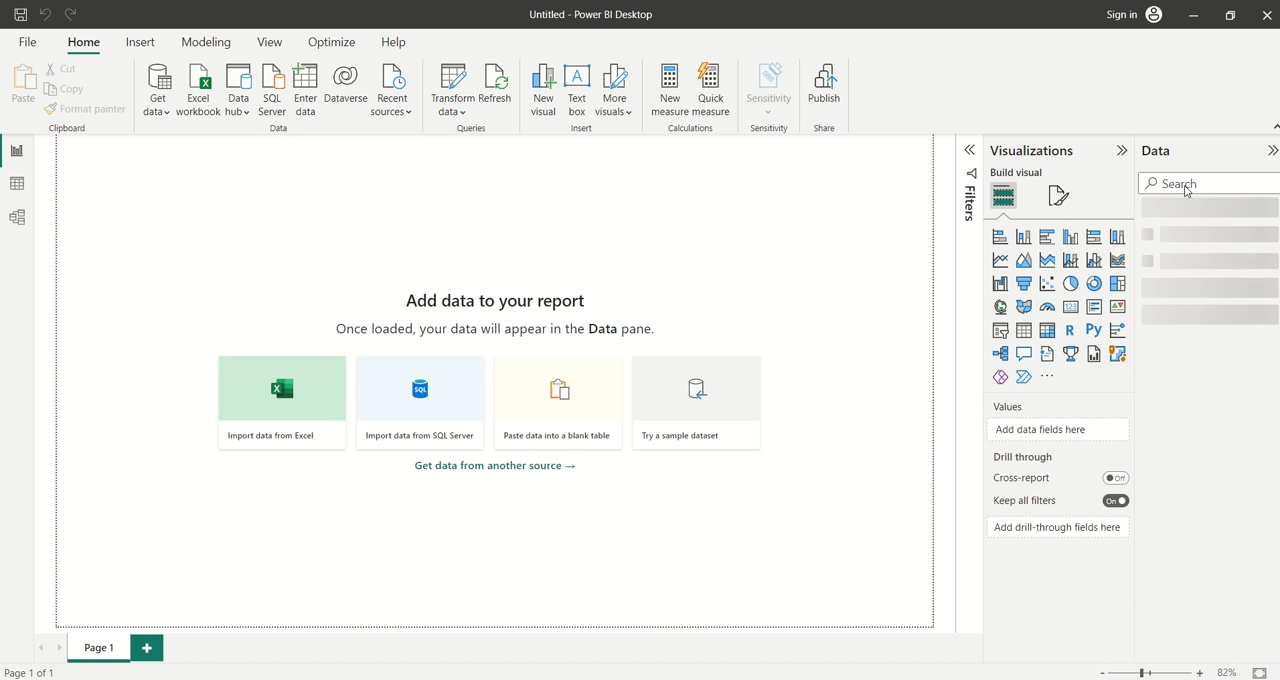 Untitled - Power BI Desktop
Sign in
File Home Insert Modeling View Optimize Help
Paste
Cut
Copy
Format painter
Clipboard
Get data
Excel workbook
Data hub
SQL Server
Enter data
Dataverse
Recent sources
Data
Transform data
Refresh
Queries
New visual
Text box
More visuals
Insert
New measure
Quick measure
Calculations
Sensitivity
Sensitivity
Publish
Share
Filters
Visualizations
Build visual
R Py
123
Values
Add data fields here
Drill through
Cross-report
Off
Keep all filters
On
Add drill-through fields here
Data
Search
Add data to your report
Once loaded, your data will appear in the Data pane.
X
SQL
Import data from Excel
Import data from SQL Server
Paste data into a blank table
Try a sample dataset
Get data from another source →
Page 1
Page 1 of 1
- + 82%